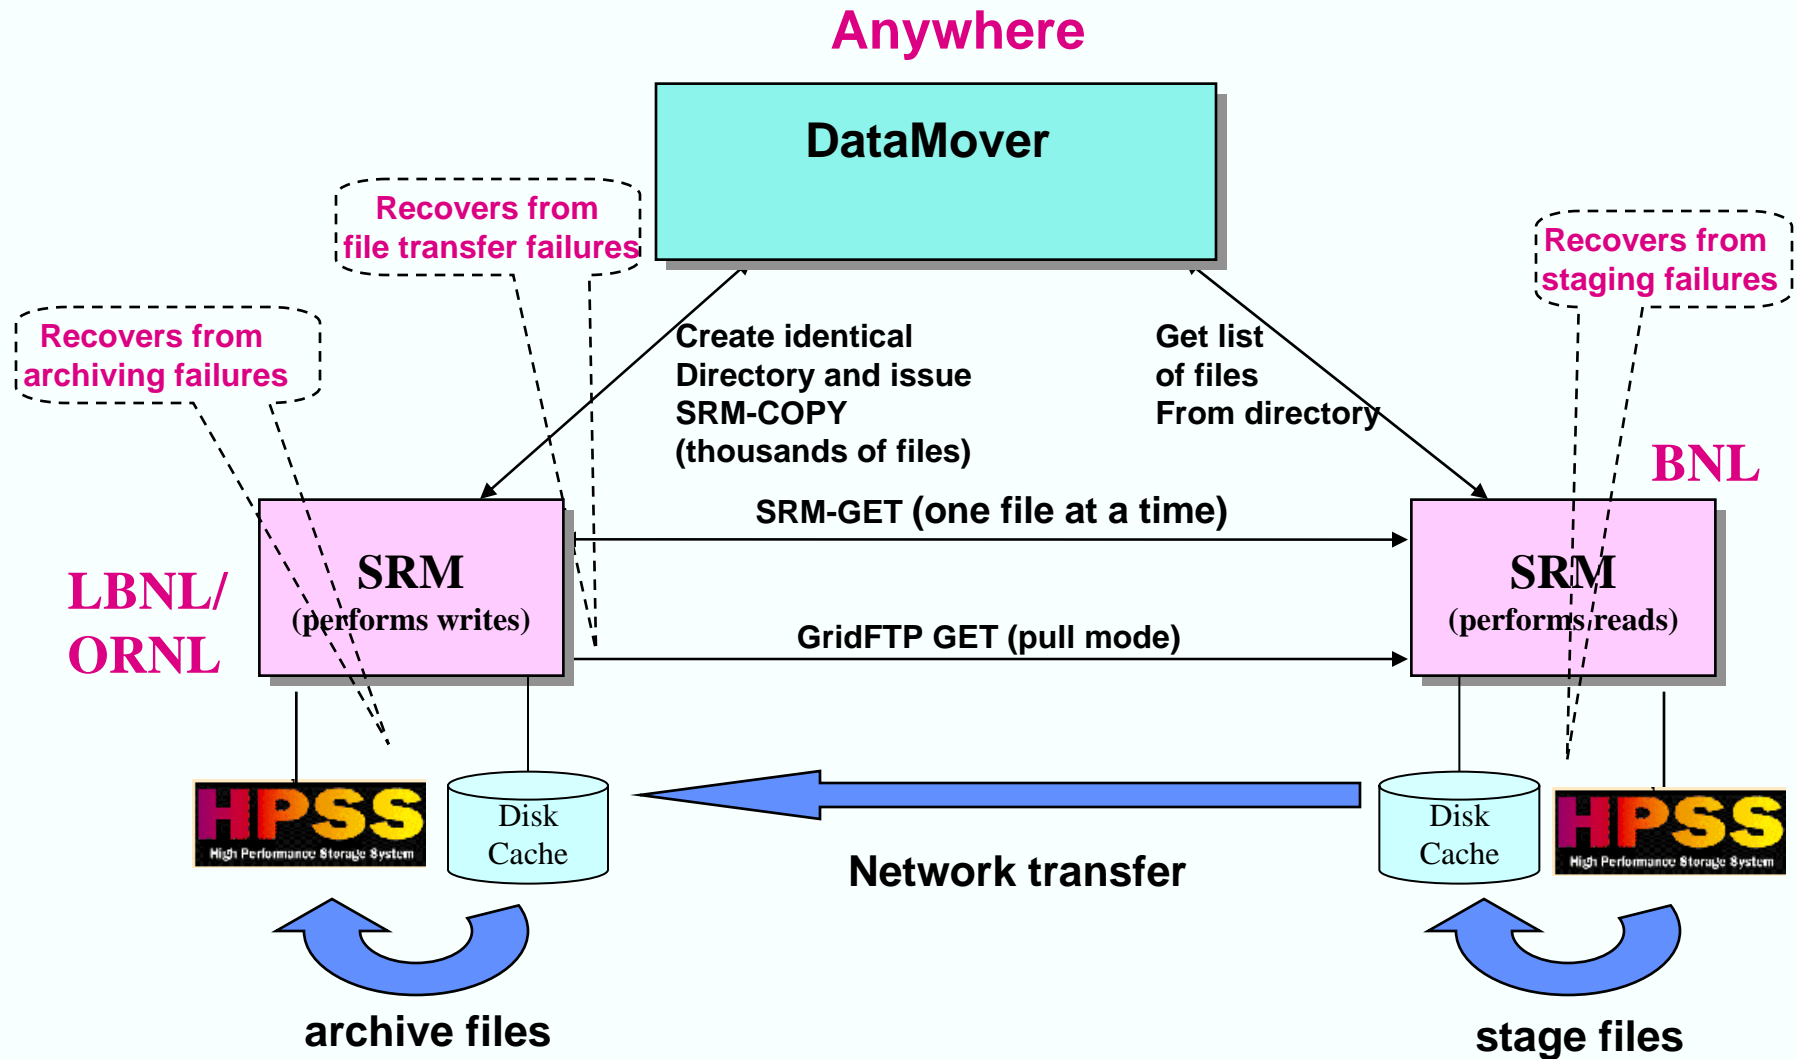 Anywhere
DataMover
Recovers from
file transfer failures
Recovers from
staging failures
Recovers from
archiving failures
Create identical
Directory and issue
SRM-COPY
(thousands of files)
Get list
of files
From directory
BNL
SRM-GET (one file at a time)
LBNL/
ORNL
SRM
(performs writes)
SRM
(performs reads)
GridFTP GET (pull mode)
HPSS
High Performance Storage System
Disk
Cache
Network transfer
Disk
Cache
HPSS
High Performance Storage System
archive files
stage files